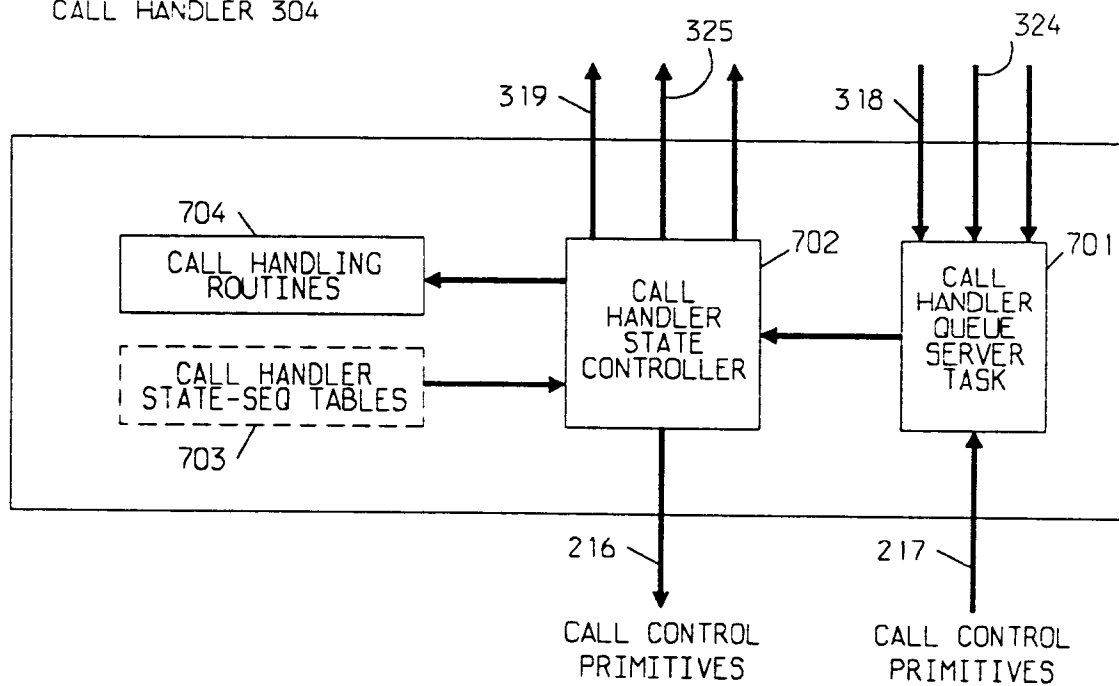 CALL HANDLER 304
325
324
319
318
704
702
701
CALL HANDLING
ROUTINES
CALL
HANDLER
STATE
CONTROLLER
CALL
HANDLER
QUEUE
SERVER
TASK
CALL HANDLER
STATE-SEQ TABLES
703
216
217
CALL CONTROL
PRIMITIVES
CALL CONTROL
PRIMITIVES